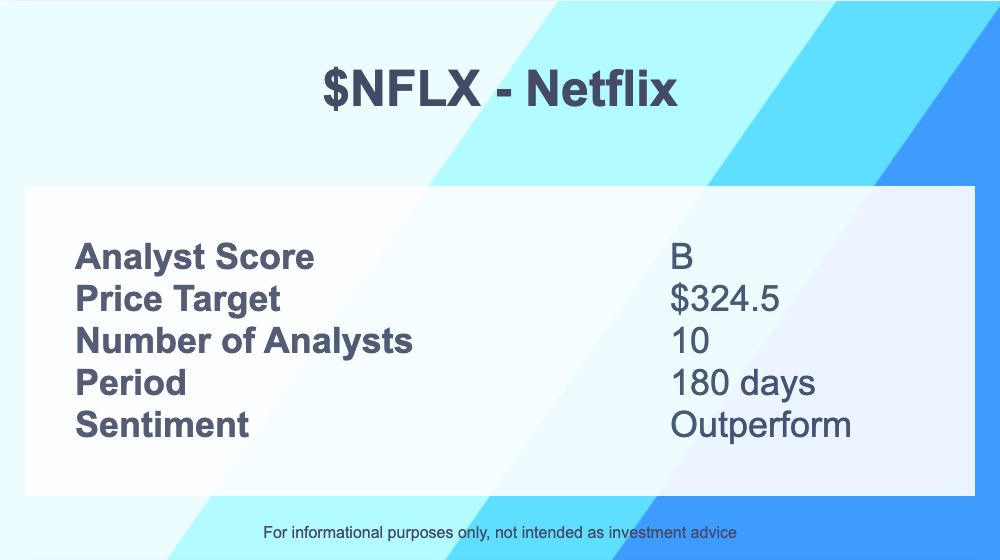 $NFLX - Netflix
Analyst Score B
Price Target $324.5
Number of Analysts 10
Period 180 days
Sentiment Outperform
For informational purposes only, not intended as investment advice